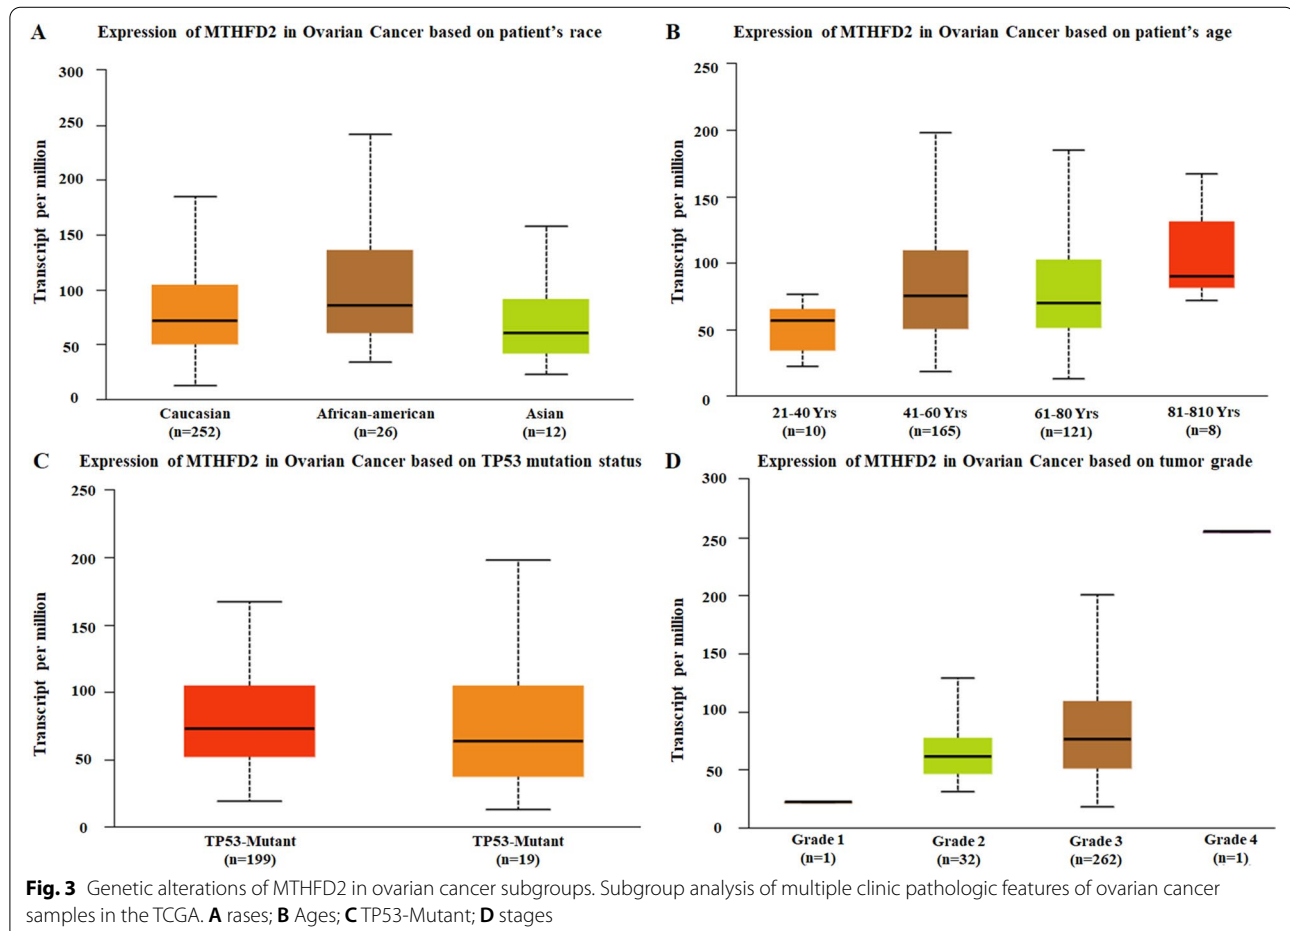 A Expression of MTHFD2 in Ovarian Cancer based on patient's race
Transcript per million
300
250
200
150
100
50
0
Caucasian
(n=252)
African-american
(n=26)
Asian
(n=12)
B Expression of MTHFD2 in Ovarian Cancer based on patient's age
Transcript per million
250
200
150
100
50
0
21-40 Yrs
(n=10)
41-60 Yrs
(n=165)
61-80 Yrs
(n=121)
81-810 Yrs
(n=8)
C Expression of MTHFD2 in Ovarian Cancer based on TP53 mutation status
Transcript per million
250
200
150
100
50
0
TP53-Mutant
(n=199)
TP53-Mutant
(n=19)
D Expression of MTHFD2 in Ovarian Cancer based on tumor grade
Transcript per million
300
250
200
150
100
50
0
Grade 1
(n=1)
Grade 2
(n=32)
Grade 3
(n=262)
Grade 4
(n=1)
Fig. 3 Genetic alterations of MTHFD2 in ovarian cancer subgroups. Subgroup analysis of multiple clinic pathologic features of ovarian cancer
samples in the TCGA. A rases; B Ages; C TP53-Mutant; D stages